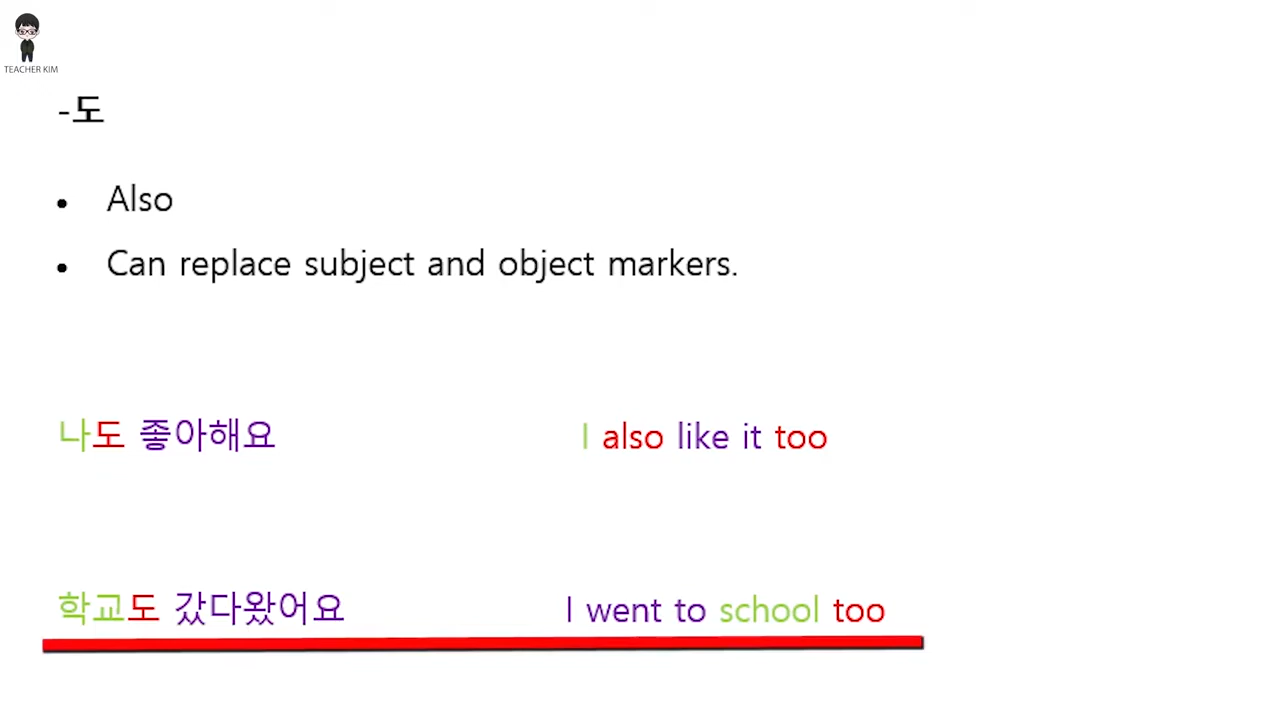 TEACHER KIM
-도
• Also
• Can replace subject and object markers.
나도 좋아해요 I also like it too
학교도 갔다왔어요 I went to school too